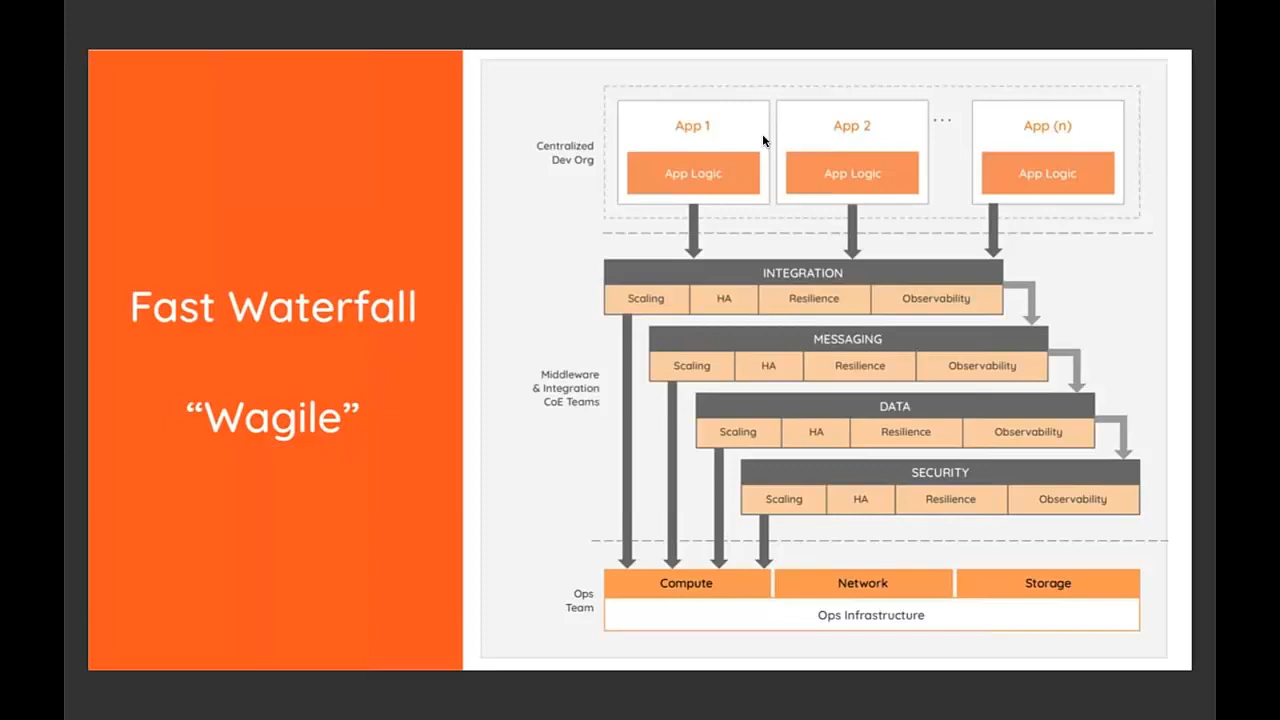 Fast Waterfall
“Wagile”
Centralized
Dev Org
App 1
App Logic
App 2
App Logic
...
App (n)
App Logic
Middleware
& Integration
CoE Teams
INTEGRATION
Scaling HA Resilience Observability
MESSAGING
Scaling HA Resilience Observability
DATA
Scaling HA Resilience Observability
SECURITY
Scaling HA Resilience Observability
Ops
Team
Compute Network Storage
Ops Infrastructure